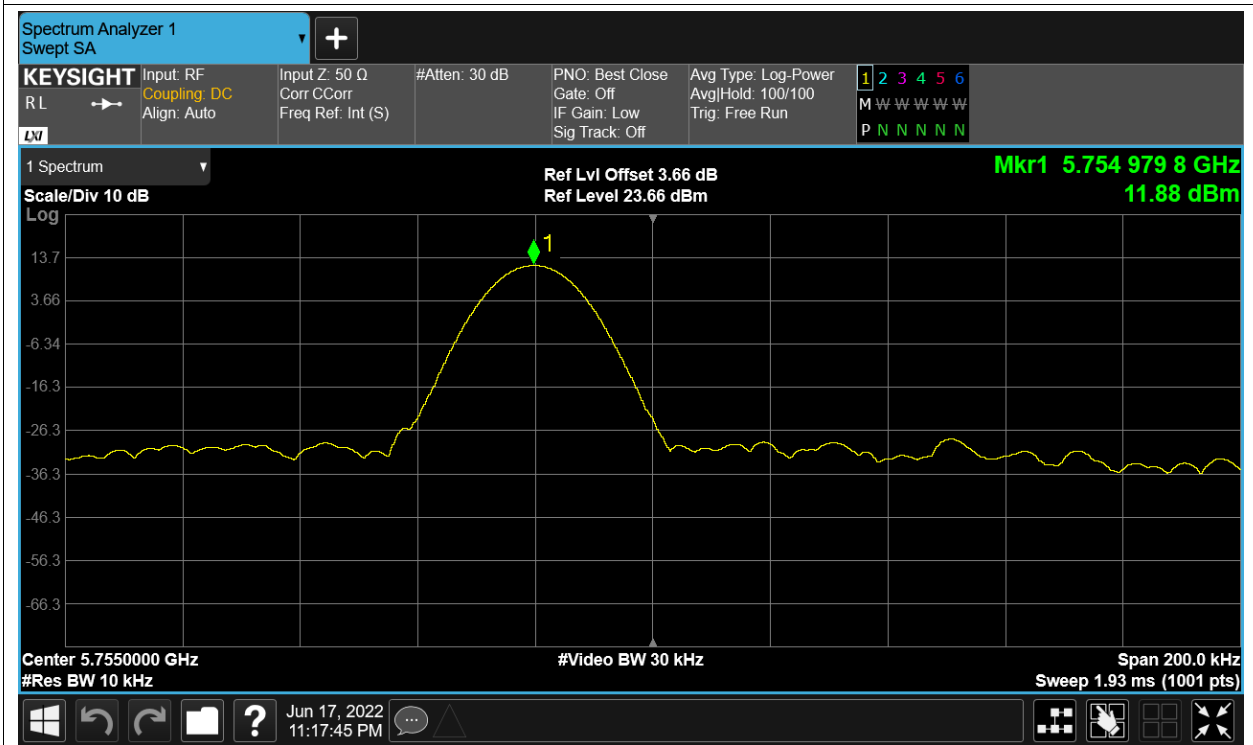 Spectrum Analyzer 1
Swept SA
KEYSIGHT
R L
LXI
Input: RF
Coupling: DC
Align: Auto
Input Z: 50 Ω
Corr CCorr
Freq Ref: Int (S)
#Atten: 30 dB
PNO: Best Close
Gate: Off
IF Gain: Low
Sig Track: Off
Avg Type: Log-Power
Avg|Hold: 100/100
Trig: Free Run
1 2 3 4 5 6
M W W W W W
P N N N N N
1 Spectrum
Scale/Div 10 dB
Log
Ref Lvl Offset 3.66 dB
Ref Level 23.66 dBm
Mkr1 5.754 979 8 GHz
11.88 dBm
1
13.7
3.66
-6.34
-16.3
-26.3
-36.3
-46.3
-56.3
-66.3
Center 5.7550000 GHz
#Res BW 10 kHz
#Video BW 30 kHz
Span 200.0 kHz
Sweep 1.93 ms (1001 pts)
?
Jun 17, 2022
11:17:45 PM